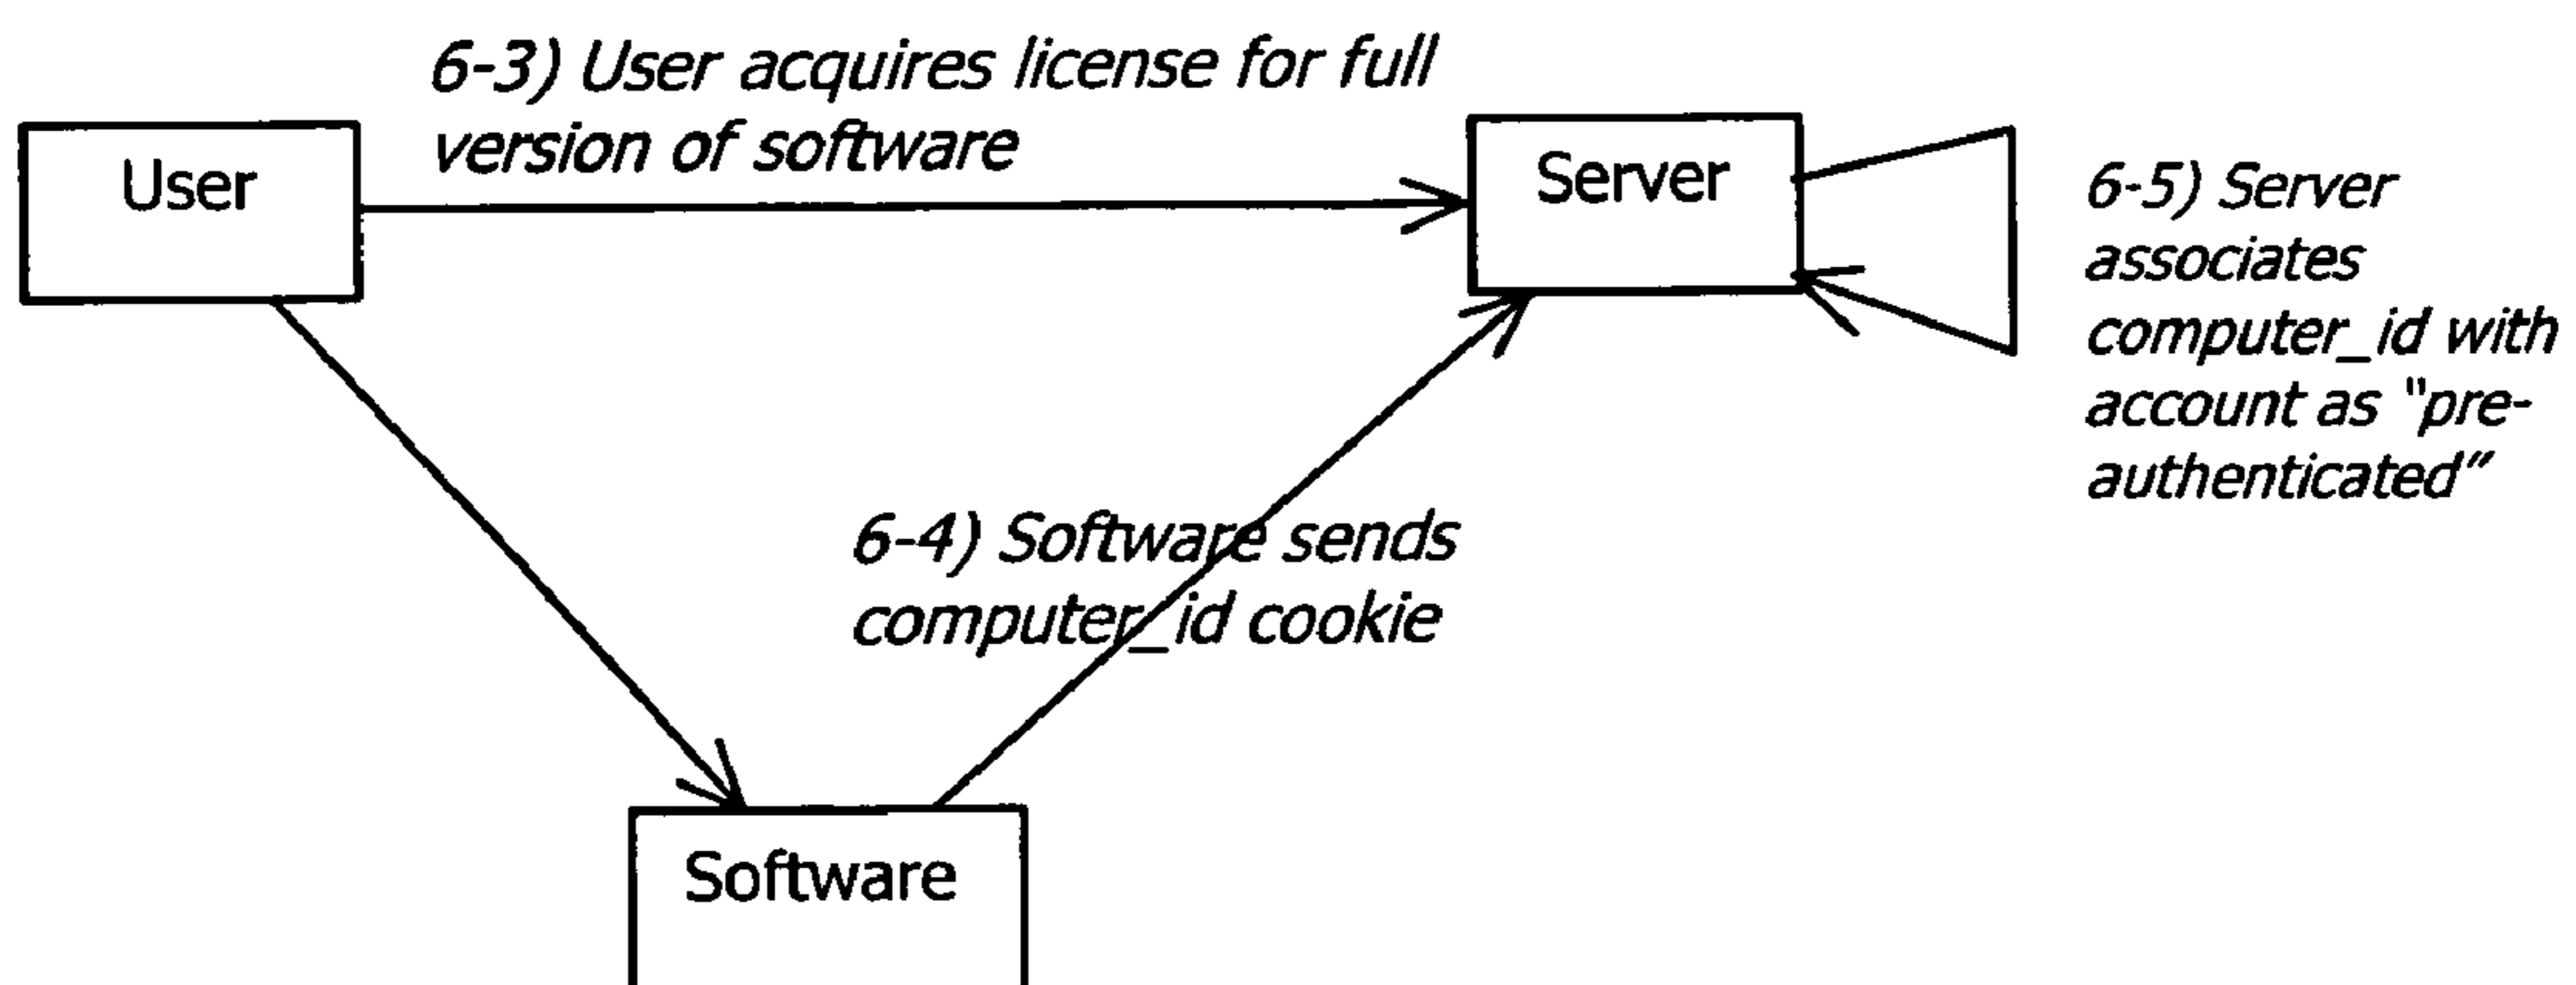 6-3) User acquires license for full
version of software
User
Server
6-5) Server
associates
computer_id with
account as "pre-
authenticated"
6-4) Software sends
computer_id cookie
Software